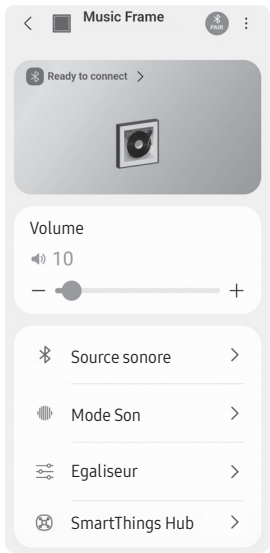 Music Frame
PAIR
Ready to connect
Volume
10
Source sonore
Mode Son
Egaliseur
SmartThings Hub